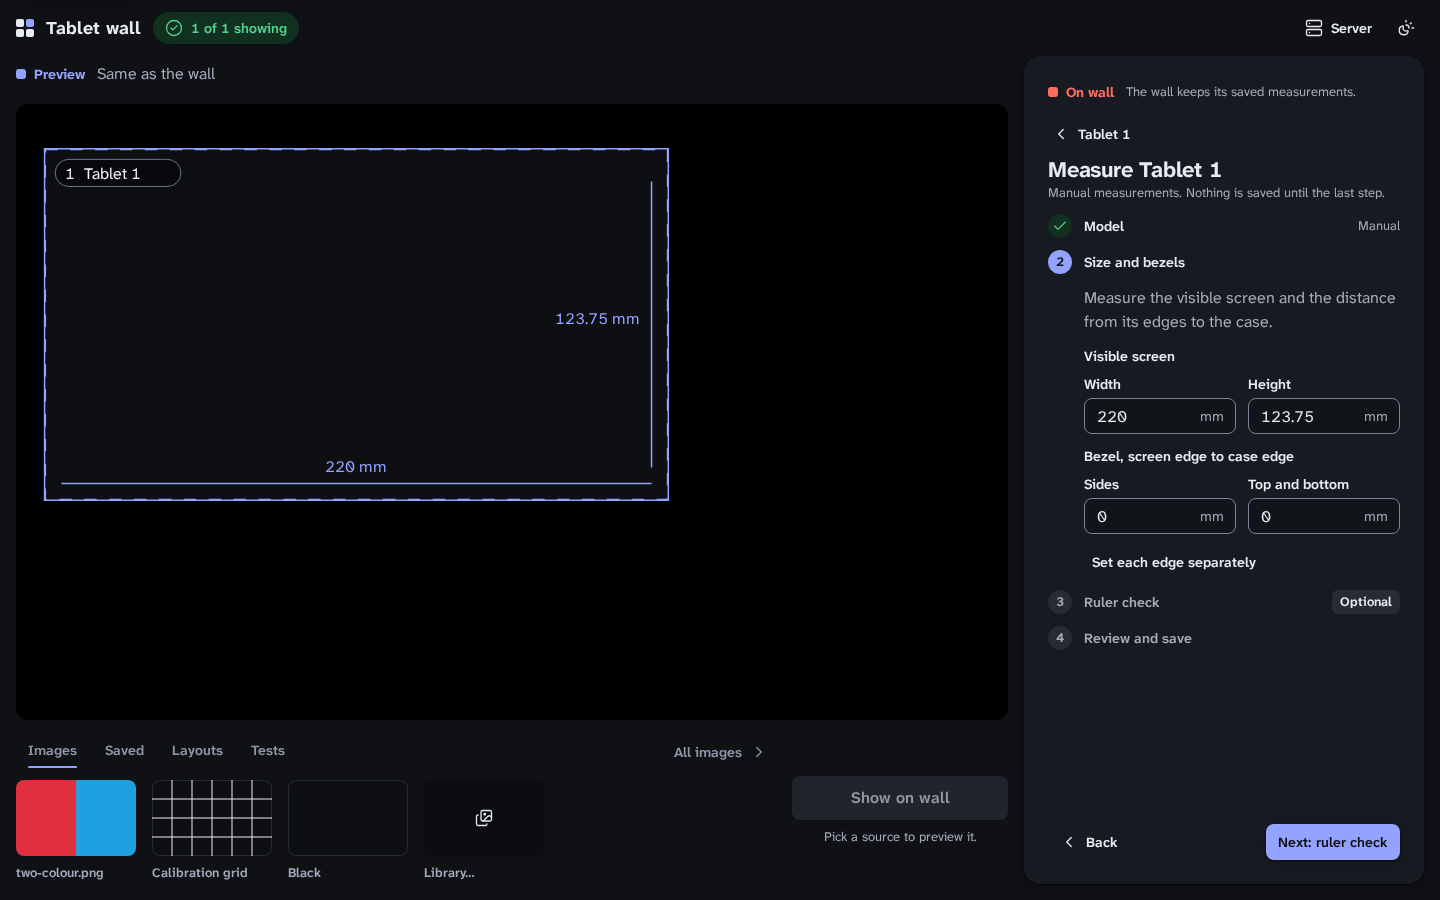 Tablet wall
1 of 1 showing
Server
Preview Same as the wall
1 Tablet 1
123.75 mm
220 mm
Images Saved Layouts Tests
All images
two-colour.png
Calibration grid
Black
Library...
Show on wall
Pick a source to preview it.
On wall The wall keeps its saved measurements.
Tablet 1
Measure Tablet 1
Manual measurements. Nothing is saved until the last step.
Model Manual
2 Size and bezels
Measure the visible screen and the distance
from its edges to the case.
Visible screen
Width Height
220 mm 123.75 mm
Bezel, screen edge to case edge
Sides Top and bottom
0 mm 0 mm
Set each edge separately
3 Ruler check Optional
4 Review and save
Back Next: ruler check